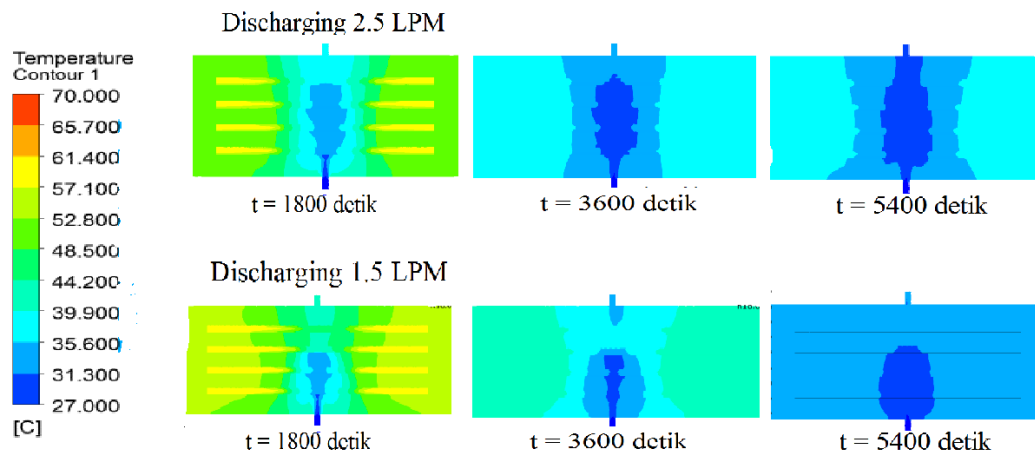 Discharging 2.5 LPM
Temperature
Contour 1
70.000
65.700
61.400
57.100
52.800
48.500
44.200
39.900
35.600
31.300
27.000
[C]
t = 1800 detik
t = 3600 detik
t = 5400 detik
Discharging 1.5 LPM
t = 1800 detik
t = 3600 detik
t = 5400 detik